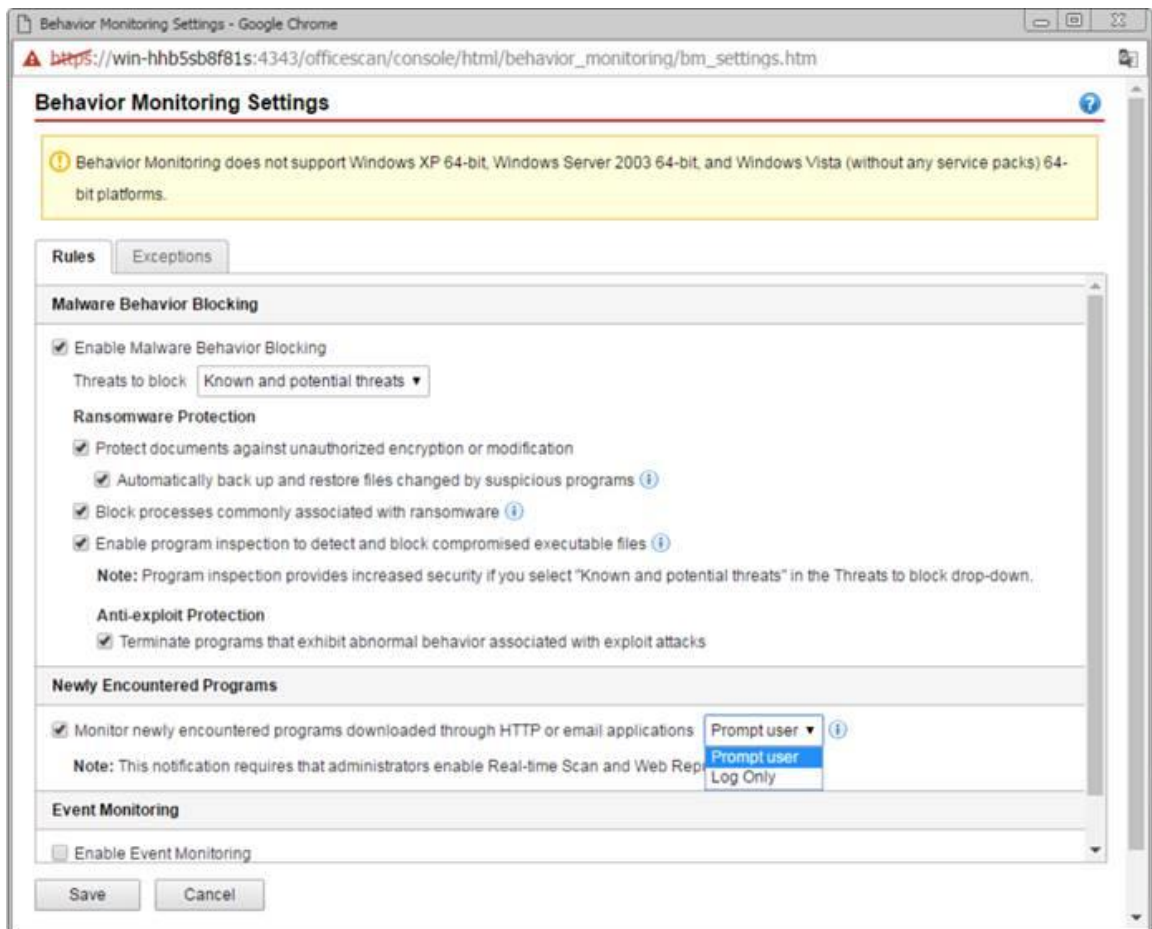 Behavior Monitoring Settings - Google Chrome
https://win-hhb5sb8f81s:4343/officescan/console/html/behavior_monitoring/bm_settings.htm
Behavior Monitoring Settings
Behavior Monitoring does not support Windows XP 64-bit, Windows Server 2003 64-bit, and Windows Vista (without any service packs) 64-
bit platforms.
Rules Exceptions
Malware Behavior Blocking
Enable Malware Behavior Blocking
Threats to block Known and potential threats
Ransomware Protection
Protect documents against unauthorized encryption or modification
Automatically back up and restore files changed by suspicious programs
Block processes commonly associated with ransomware
Enable program inspection to detect and block compromised executable files
Note: Program inspection provides increased security if you select "Known and potential threats" in the Threats to block drop-down.
Anti-exploit Protection
Terminate programs that exhibit abnormal behavior associated with exploit attacks
Newly Encountered Programs
Monitor newly encountered programs downloaded through HTTP or email applications Prompt user
Prompt user
Note: This notification requires that administrators enable Real-time Scan and Web Rep
Log Only
Event Monitoring
Enable Event Monitoring
Save Cancel